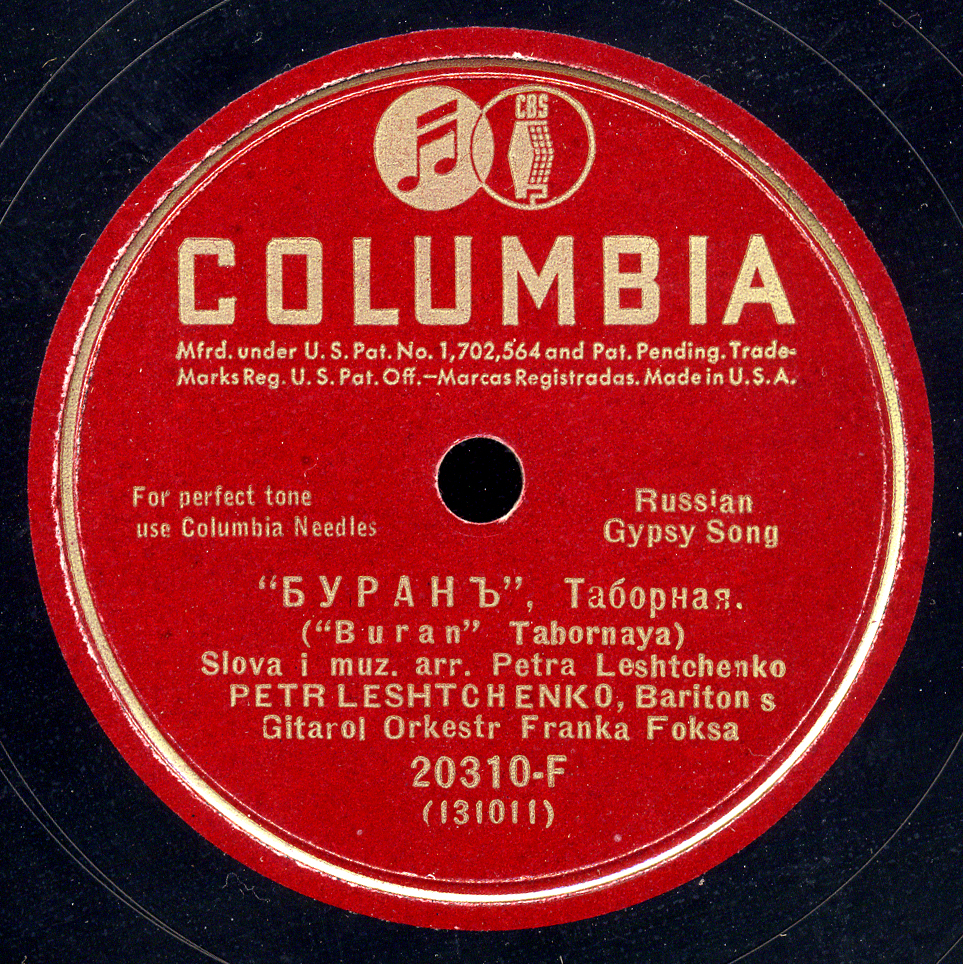 CBS
COLUMBIA
Mfrd. under U. S. Pat. No. 1,702,564 and Pat. Pending. Trade-
Marks Reg. U. S. Pat. Off.—Marcas Registradas. Made in U. S. A.
For perfect tone
use Columbia Needles
Russian
Gypsy Song
“БУРАНЪ”, Таборная.
(“Buran” Tabornaya)
Slova i muz. arr. Petra Leshtchenko
PETR LESHTCHENKO, Bariton s
Gitarol Orkestr Franka Foksa
20310-F
(131011)